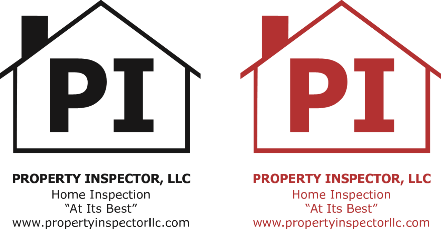 PI
PROPERTY INSPECTOR, LLC
Home Inspection
“At Its Best”
www.propertyinspectorllc.com
PI
PROPERTY INSPECTOR, LLC
Home Inspection
“At Its Best”
www.propertyinspectorllc.com